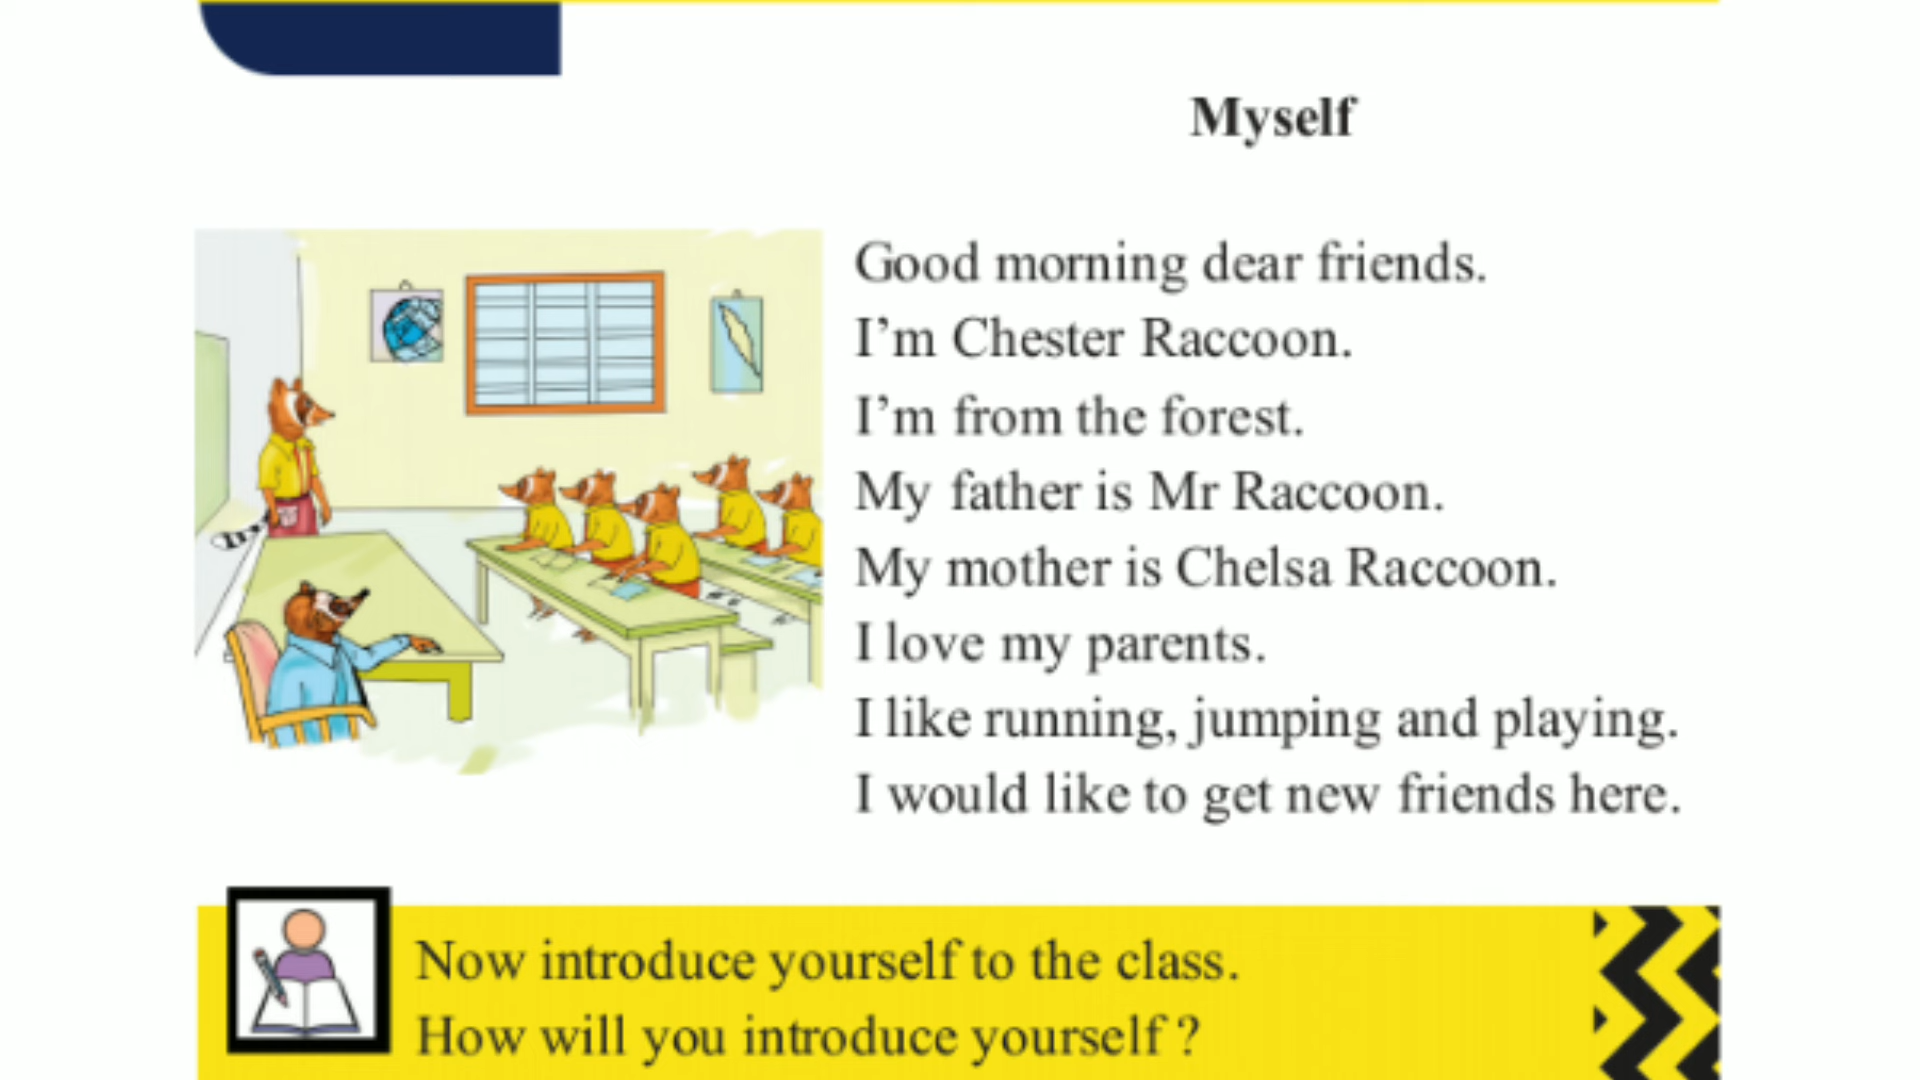 Myself
Good morning dear friends.
I’m Chester Raccoon.
I’m from the forest.
My father is Mr Raccoon.
My mother is Chelsa Raccoon.
I love my parents.
I like running, jumping and playing.
I would like to get new friends here.
Now introduce yourself to the class.
How will you introduce yourself ?